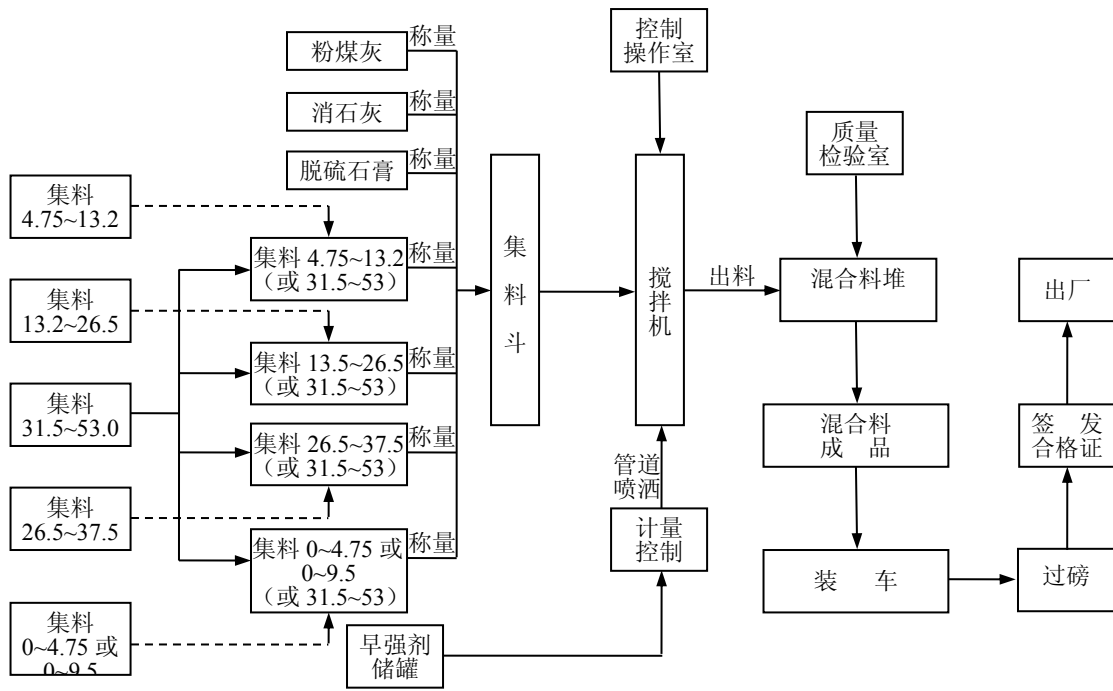 粉煤灰
称量
消石灰
称量
脱硫石膏
称量
集料
4.75~13.2
集料 4.75~13.2
(或 31.5~53)
称量
集料
13.2~26.5
集料 13.5~26.5
(或 31.5~53)
称量
集料
31.5~53.0
集料 26.5~37.5
(或 31.5~53)
称量
集料
26.5~37.5
集料 0~4.75 或
0~9.5
(或 31.5~53)
称量
集料
0~4.75 或
0~9.5
早强剂
储罐
集
料
斗
控制
操作室
搅
拌
机
管道
喷洒
计量
控制
出料
质量
检验室
混合料堆
混合料
成 品
装 车
过磅
签 发
合格证
出厂